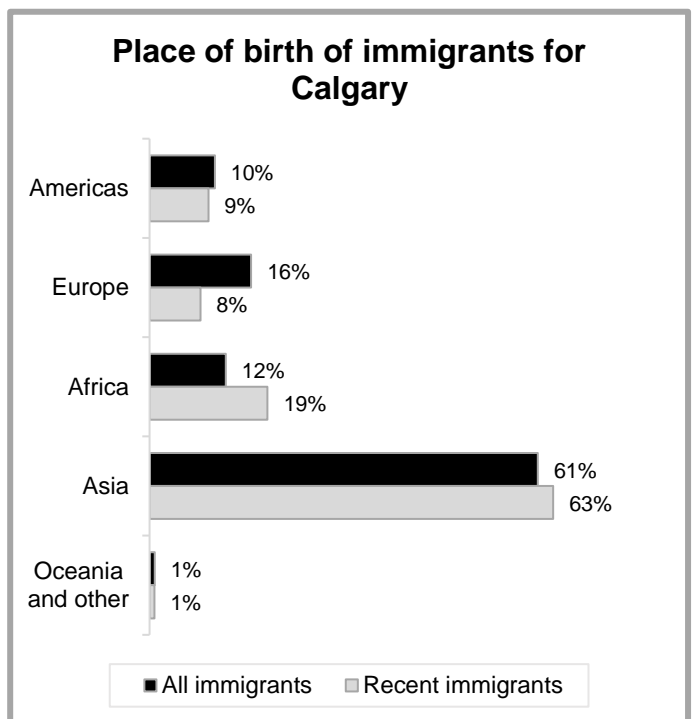 Place of birth of immigrants for
Calgary
Americas
10%
9%
Europe
16%
8%
Africa
12%
19%
Asia
61%
63%
Oceania
and other
1%
1%
All immigrants Recent immigrants